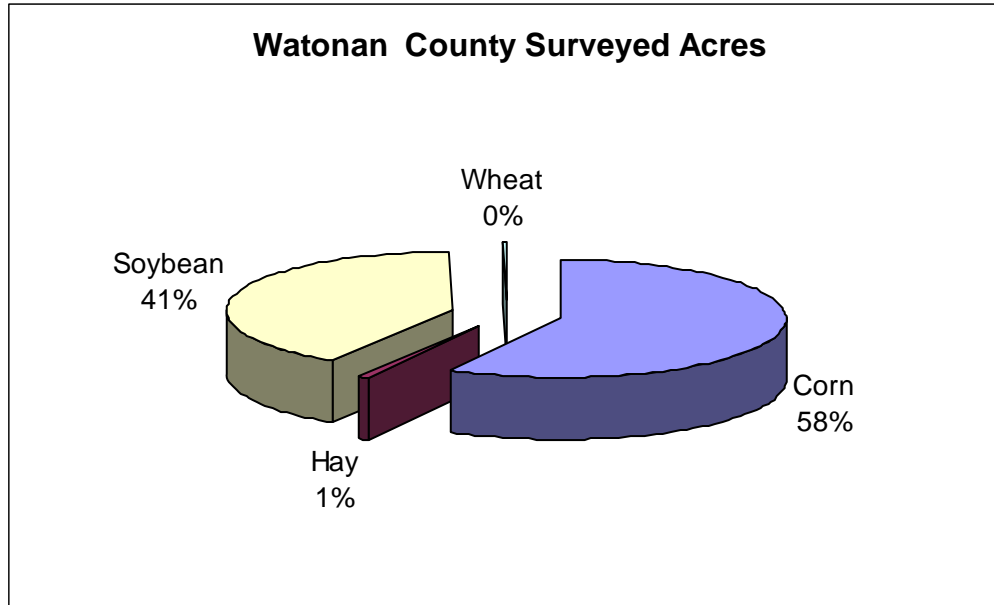 Watonan  County Surveyed Acres
Wheat
0%
Soybean
41%
Corn
58%
Hay
1%